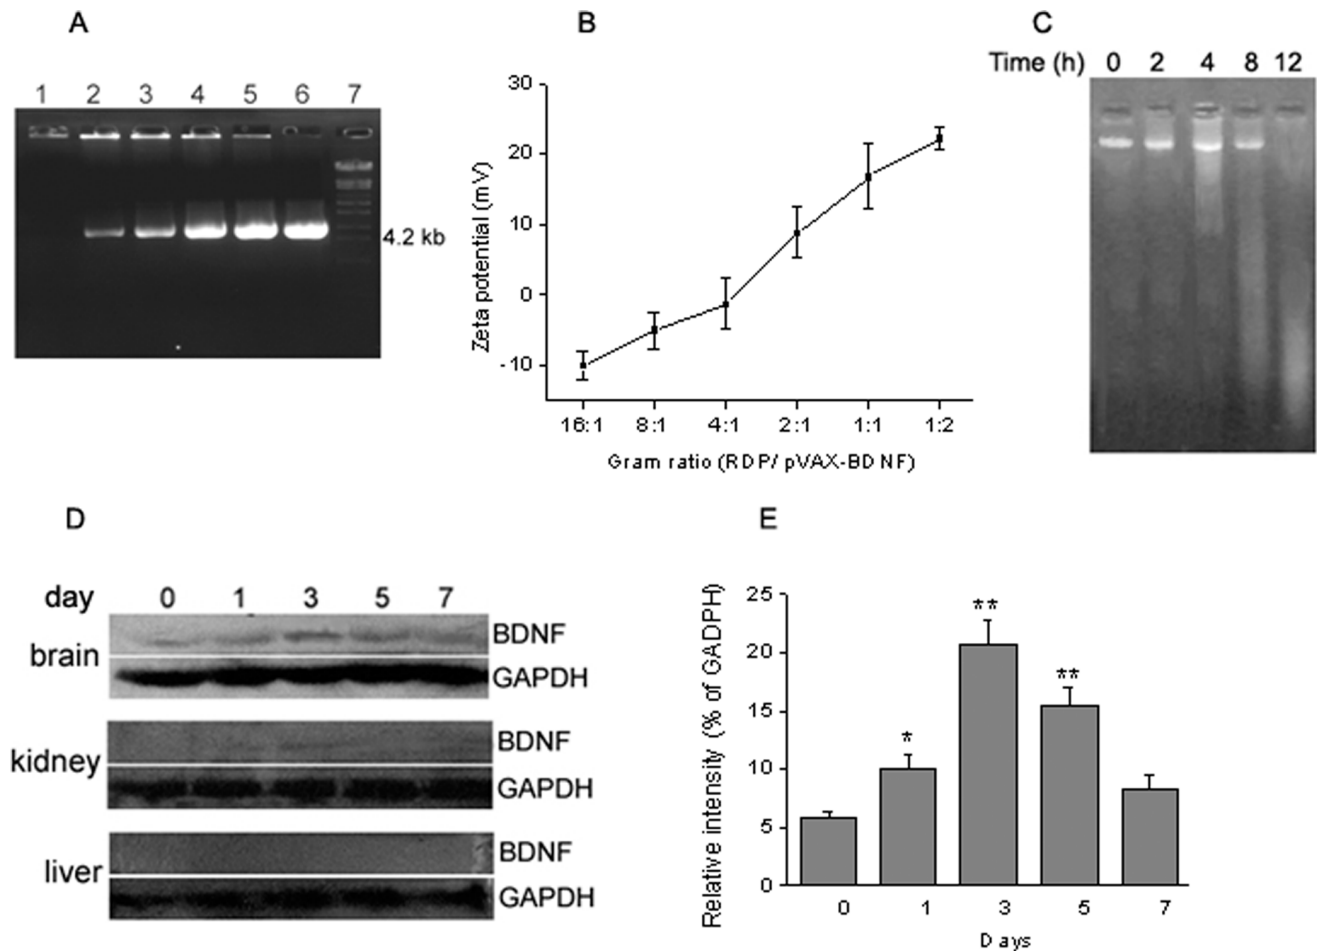 A
1 2 3 4 5 6 7
4.2 kb
B
30
20
10
0
-10
Zeta potential (mV)
16:1 8:1 4:1 2:1 1:1 1:2
Gram ratio (RDP/ pVAX-BDNF)
C
Time (h) 0 2 4 8 12
D
day 0 1 3 5 7
brain
BDNF
GAPDH
kidney
BDNF
GAPDH
liver
BDNF
GAPDH
E
25
20
15
10
5
0
Relative intensity (% of GADPH)
*
**
**
0 1 3 5 7
Days